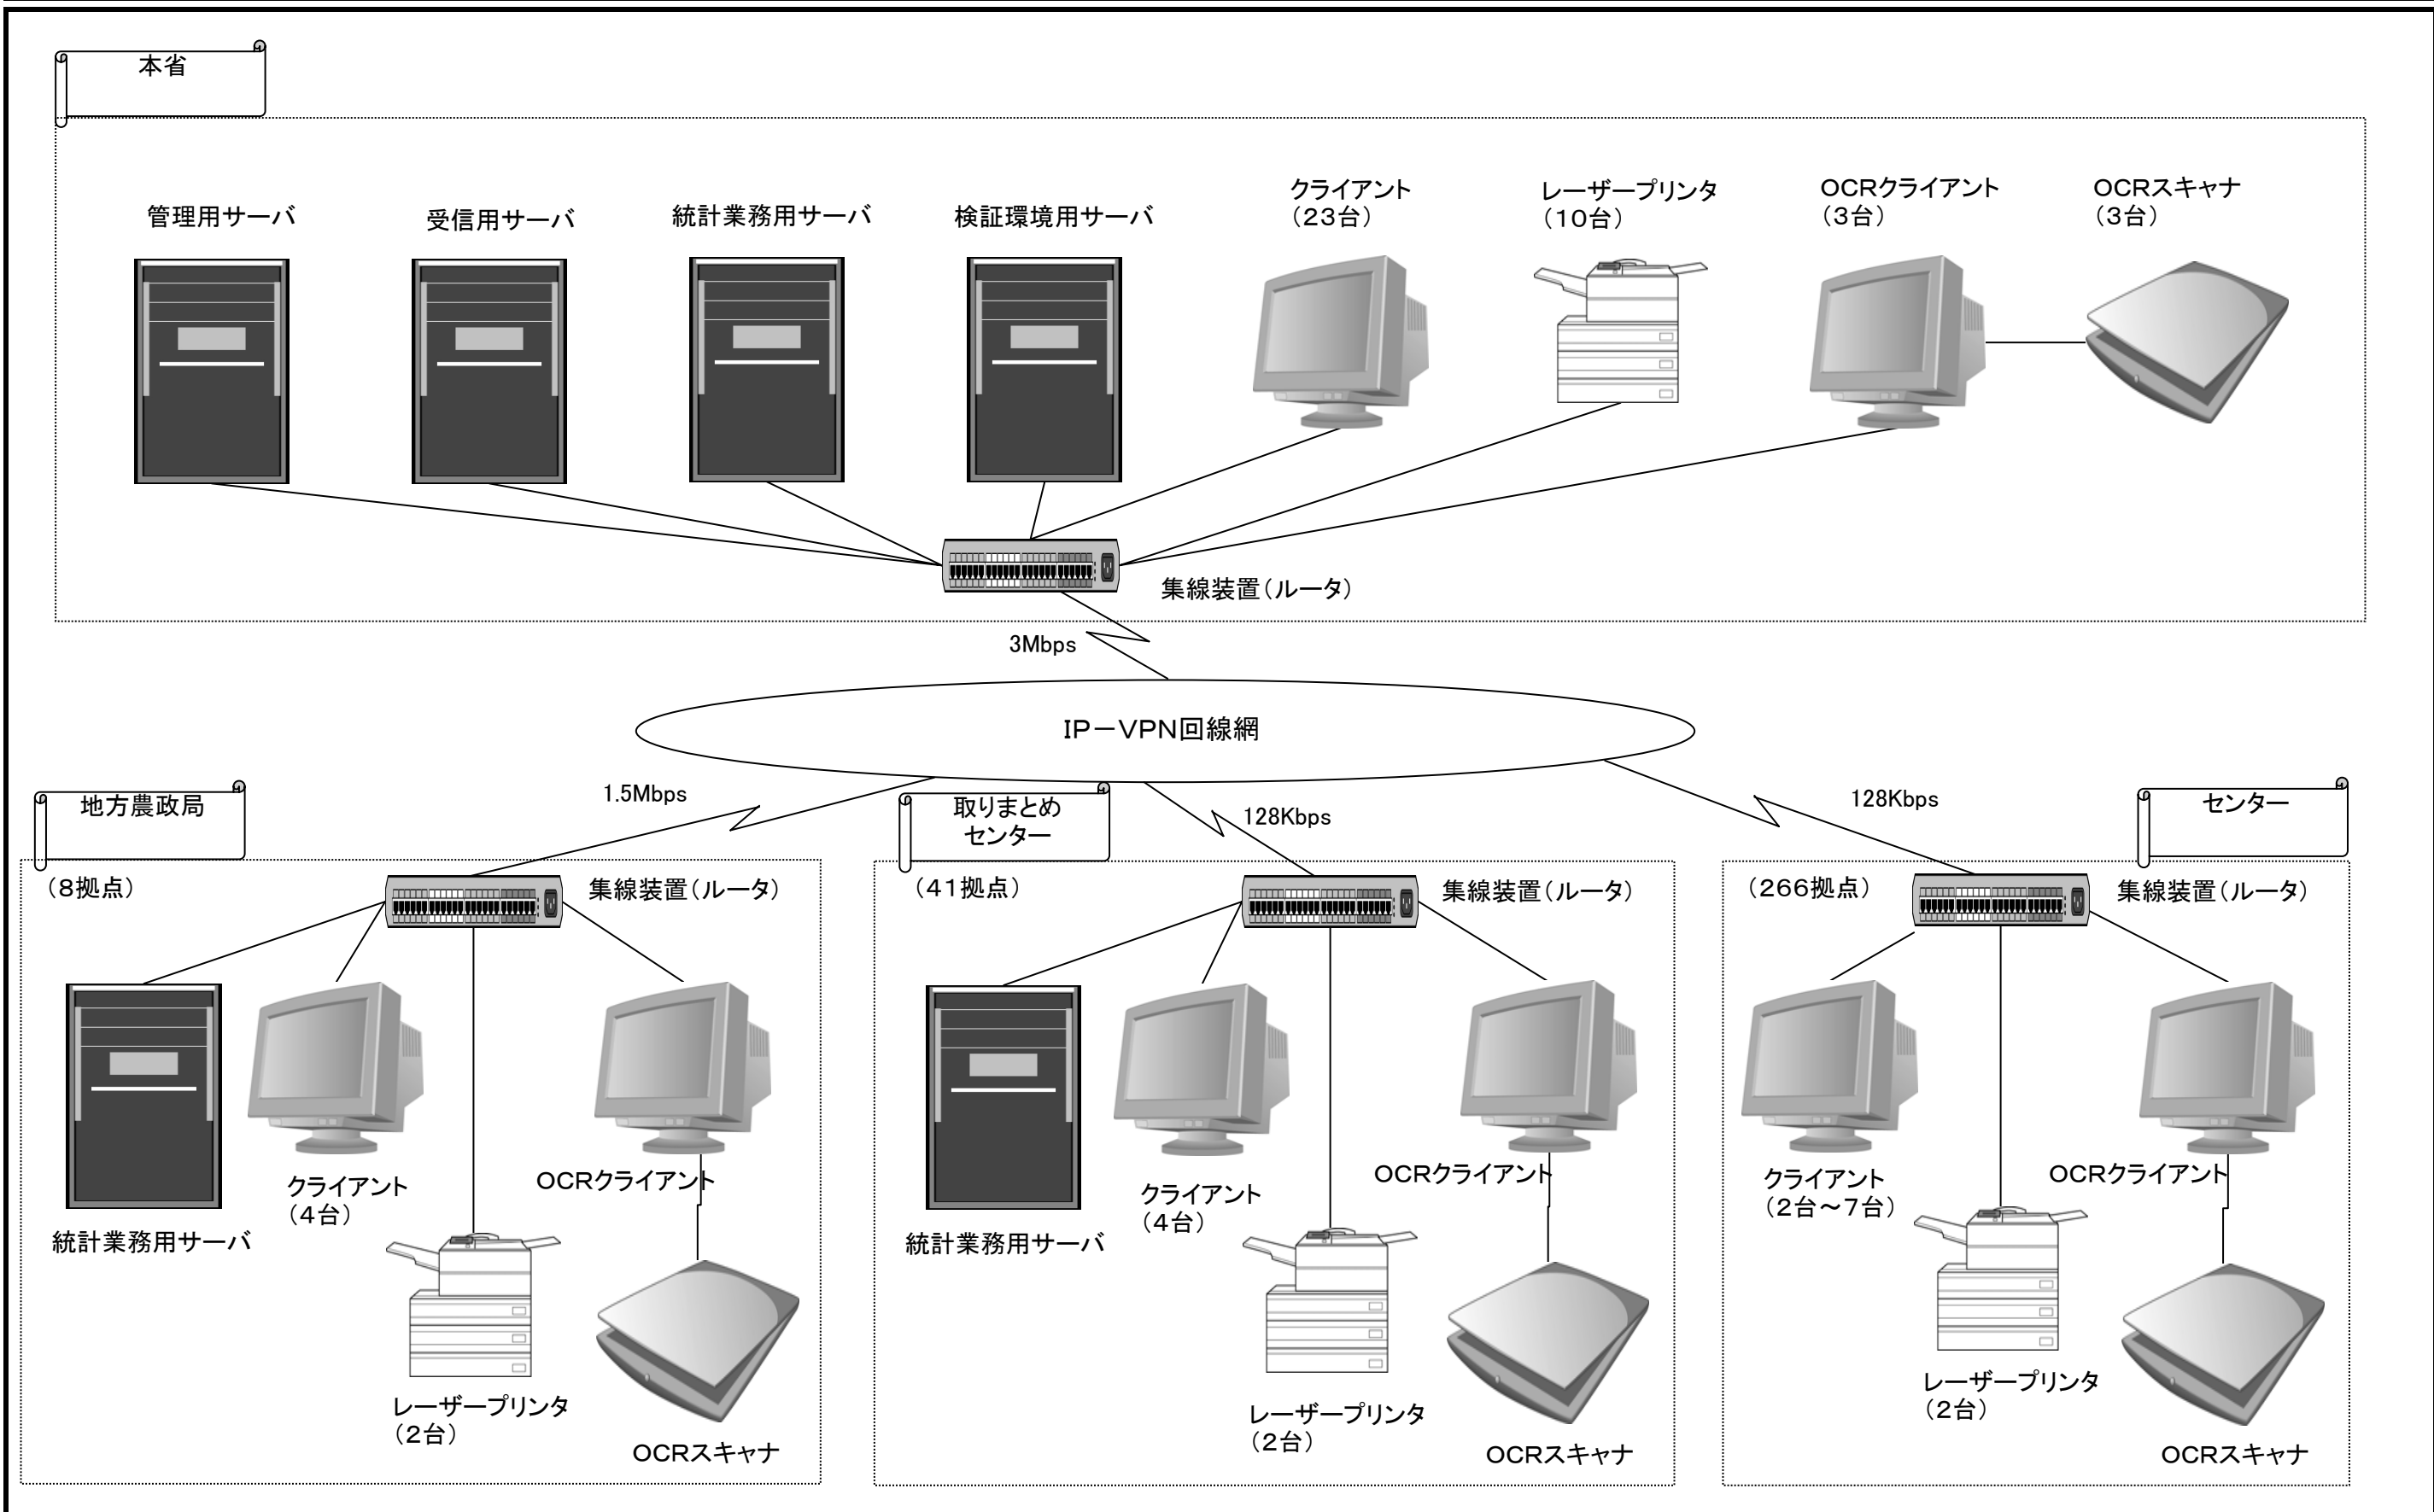 本省
管理用サーバ
受信用サーバ
統計業務用サーバ
検証環境用サーバ
クライアント
(23台)
レーザープリンタ
(10台)
OCRクライアント
(3台)
OCRスキャナ
(3台)
集線装置(ルータ)
3Mbps
IP-VPN回線網
1.5Mbps
128Kbps
128Kbps
地方農政局
(8拠点)
集線装置(ルータ)
統計業務用サーバ
クライアント
(4台)
OCRクライアント
レーザープリンタ
(2台)
OCRスキャナ
取りまとめ
センター
(41拠点)
集線装置(ルータ)
統計業務用サーバ
クライアント
(4台)
OCRクライアント
レーザープリンタ
(2台)
OCRスキャナ
センター
(266拠点)
集線装置(ルータ)
クライアント
(2台~7台)
OCRクライアント
レーザープリンタ
(2台)
OCRスキャナ